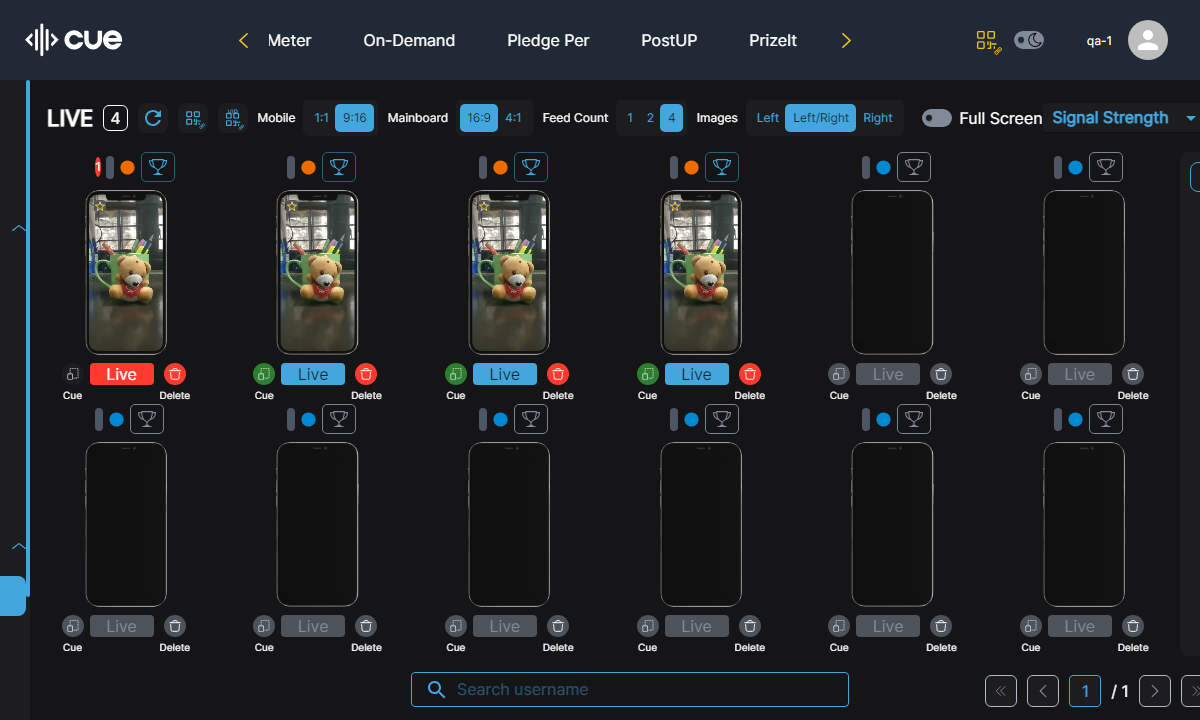 cue
Meter On-Demand Pledge Per PostUP PrizeIt
qa-1
LIVE 4 Mobile 1:1 9:16 Mainboard 16:9 4:1 Feed Count 1 2 4 Images Left Left/Right Right Full Screen Signal Strength
1
Live Live Live Live Live Live
Cue Delete Cue Delete Cue Delete Cue Delete Cue Delete Cue Delete
Live Live Live Live Live Live
Cue Delete Cue Delete Cue Delete Cue Delete Cue Delete Cue Delete
Search username
« < 1 / 1 > »